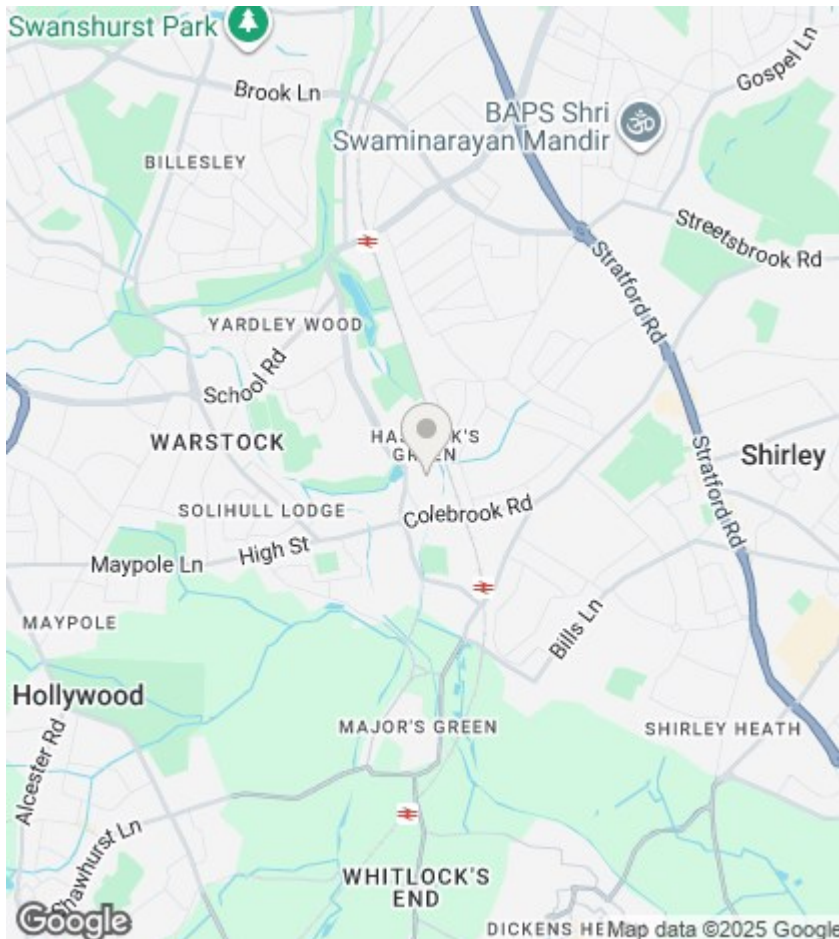 Swanshurst Park
Gospel Ln
Brook Ln
BAPS Shri
Swaminarayan Mandir
BILLESLEY
Streetsbrook Rd
Stratford Rd
YARDLEY WOOD
School Rd
WARSTOCK
GREEN
Shirley
Stratford Rd
SOLIHULL LODGE
Colebrook Rd
High St
Maypole Ln
MAYPOLE
Bills Ln
Hollywood
MAJOR'S GREEN
SHIRLEY HEATH
Alcester Rd
Shawhurst Ln
WHITLOCK'S
END
DICKENS
Google
Map data ©2025 Google